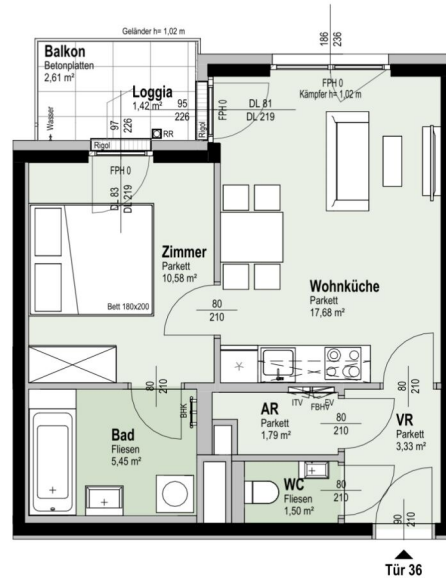 Geländer h= 1,02 m
186
236
Balkon
Betonplatten
2,61 m²
Loggia
1,42 m²
Wasser
97
226
RR
95
226
Rigol
FPH 0
DL 81
DL 219
FPH 0
Kämpfer h= 1,02 m
Rigol
FPH 0
DL 83
DL 219
Zimmer
Parkett
10,58 m²
Bett 180x200
80
210
Wohnküche
Parkett
17,68 m²
80
210
BHK
Bad
Fliesen
5,45 m²
AR
Parkett
1,79 m²
ITV
FBHV
EV
80
210
80
210
VR
Parkett
3,33 m²
WC
Fliesen
1,50 m²
80
210
90
210
Tür 36